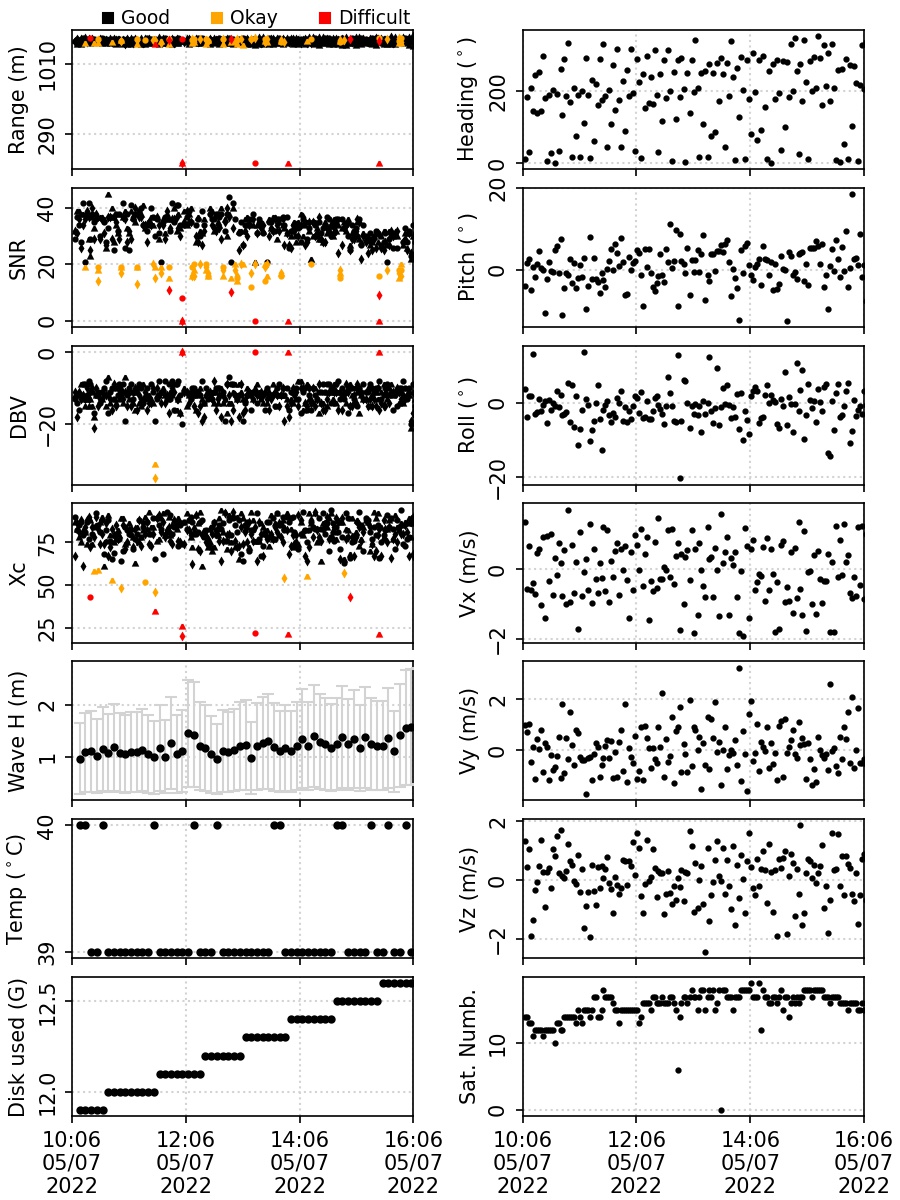 Good Okay Difficult
Range (m)
1010
290
Heading (°)
200
0
SNR
40
20
0
Pitch (°)
20
0
DBV
0
−20
Roll (°)
0
−20
Xc
75
50
25
Vx (m/s)
0
−2
Wave H (m)
2
1
Vy (m/s)
2
0
Temp (°C)
40
39
Vz (m/s)
2
0
−2
Disk used (G)
12.5
12.0
Sat. Numb.
10
0
10:06 12:06 14:06 16:06
05/07 05/07 05/07 05/07
2022 2022 2022 2022
10:06 12:06 14:06 16:06
05/07 05/07 05/07 05/07
2022 2022 2022 2022